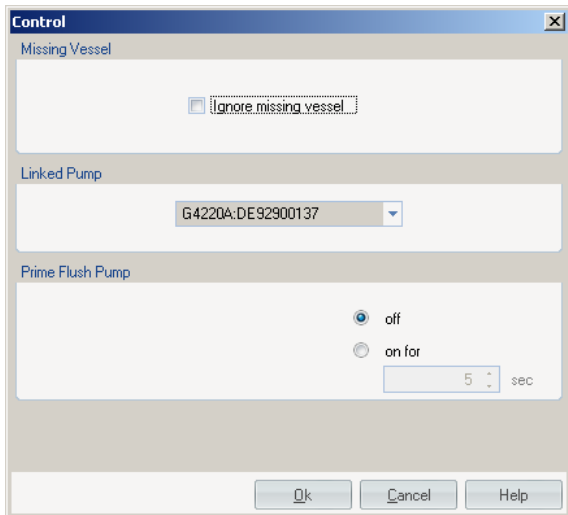 Control
Missing Vessel
Ignore missing vessel
Linked Pump
G4220A:DE92900137
Prime Flush Pump
off
on for
5 sec
Ok Cancel Help